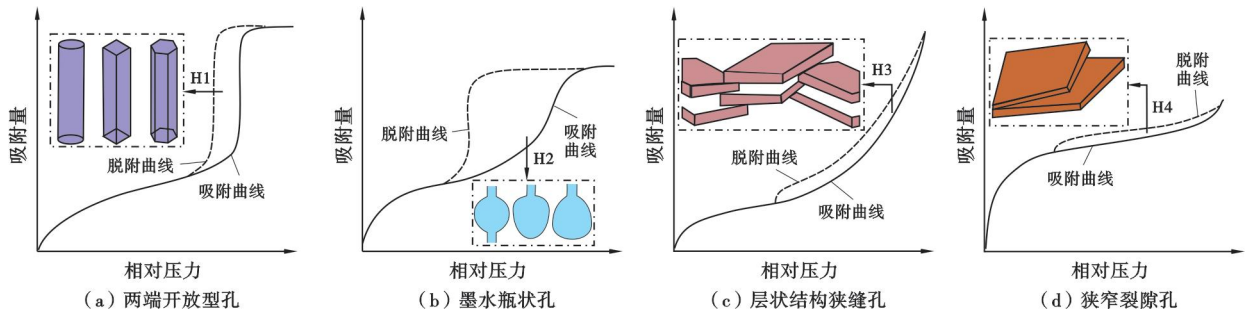 吸附量
H1
脱附曲线
吸附曲线
相对压力
(a) 两端开放型孔
吸附量
脱附曲线
吸附
曲线
H2
相对压力
(b) 墨水瓶状孔
吸附量
H3
脱附曲线
吸附曲线
相对压力
(c) 层状结构狭缝孔
吸附量
脱附
曲线
H4
吸附曲线
相对压力
(d) 狭窄裂隙孔